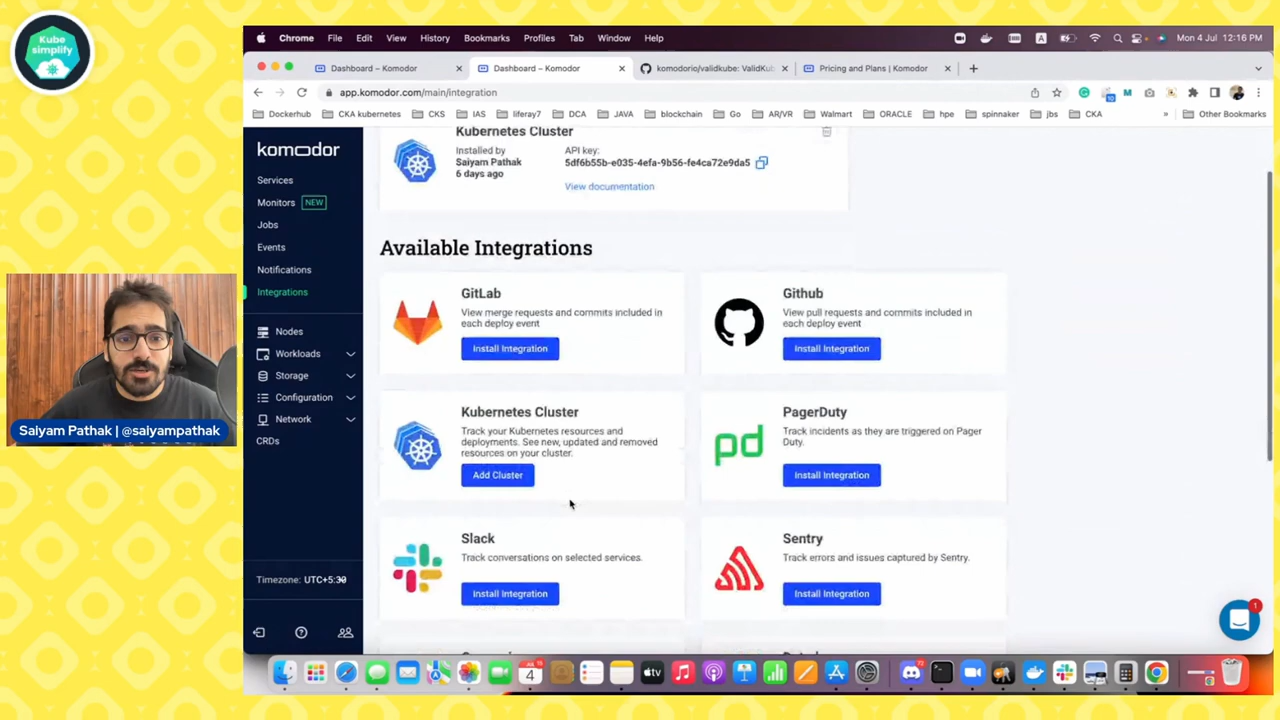 Kube
simplify
Chrome File Edit View History Bookmarks Profiles Tab Window Help
A
Mon 4 Jul 12:16 PM
Dashboard – Komodor
Dashboard – Komodor
komodorio/validkube: ValidKub
Pricing and Plans | Komodor
app.komodor.com/main/integration
Dockerhub CKA kubernetes CKS IAS liferay7 DCA JAVA blockchain Go AR/VR Walmart ORACLE hpe spinnaker jbs CKA » Other Bookmarks
komodor
Services
Monitors NEW
Jobs
Events
Notifications
Integrations
Nodes
Workloads
Storage
Configuration
Network
CRDs
Timezone: UTC+5:30
Kubernetes Cluster
Installed by
Saiyam Pathak
6 days ago
API key:
5df6b55b-e035-4efa-9b56-fe4ca72e9da5
View documentation
Available Integrations
GitLab
View merge requests and commits included in
each deploy event
Install Integration
Github
View pull requests and commits included in
each deploy event
Install Integration
Kubernetes Cluster
Track your Kubernetes resources and
deployments. See new, updated and removed
resources on your cluster.
Add Cluster
PagerDuty
pd
Track incidents as they are triggered on Pager
Duty.
Install Integration
Slack
Track conversations on selected services.
Install Integration
Sentry
Track errors and issues captured by Sentry.
Install Integration
1
Saiyam Pathak | @saiyampathak
4
tv